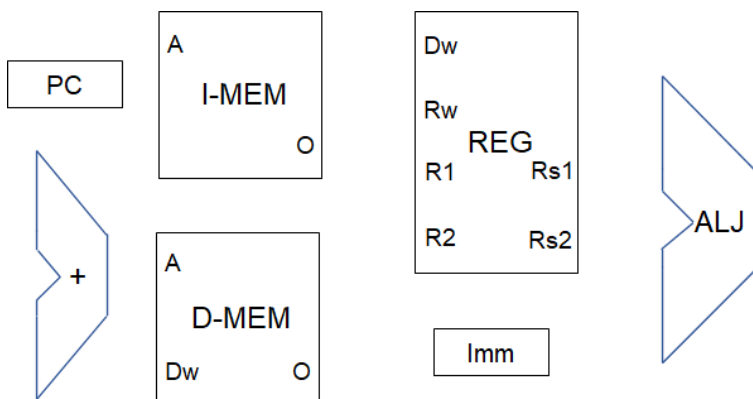 PC
A
I-MEM
O
Dw
Rw
REG
R1
Rs1
R2
Rs2
ALJ
+
A
D-MEM
Dw
O
Imm